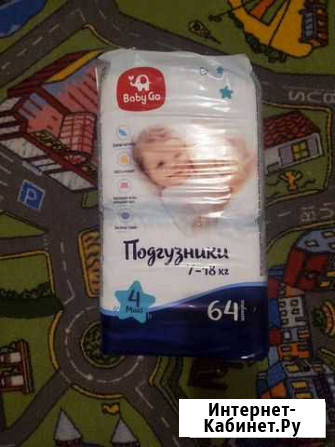 Baby Go
Подгузники
7-18 кг
4
Maxi
64
P
Интернет-
Кабинет.Ру